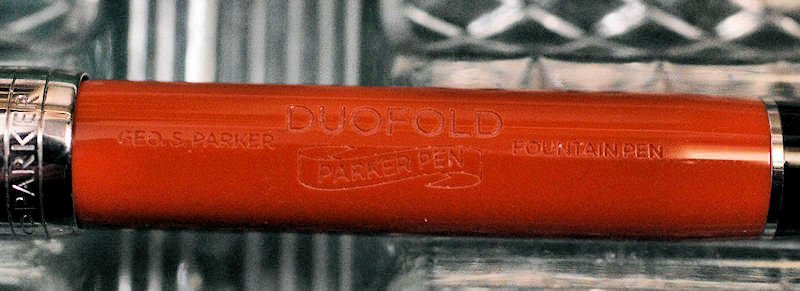 PARKER
DUOFOLD
GEO. S. PARKER
PARKER PEN
FOUNTAIN PEN